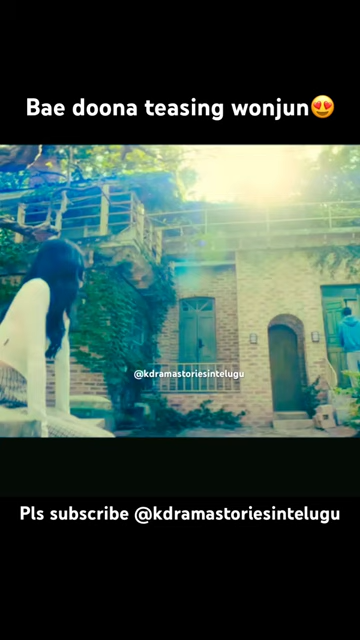 Bae doona teasing wonjun😍
@kdramastoriesintelugu
Pls subscribe @kdramastoriesintelugu